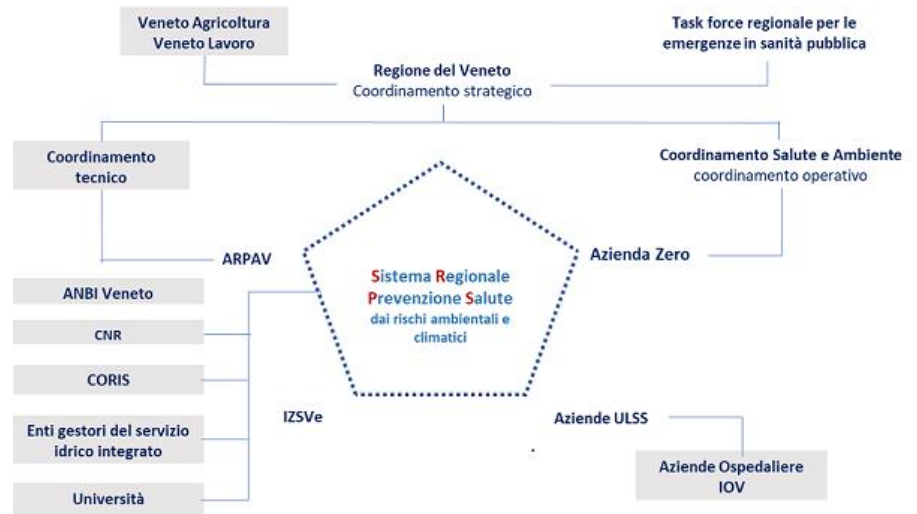 Veneto Agricoltura
Veneto Lavoro
Task force regionale per le
emergenze in sanità pubblica
Regione del Veneto
Coordinamento strategico
Coordinamento
tecnico
Coordinamento Salute e Ambiente
coordinamento operativo
ARPAV
Azienda Zero
Sistema Regionale
Prevenzione Salute
dai rischi ambientali e
climatici
ANBI Veneto
CNR
CORIS
Enti gestori del servizio
idrico integrato
Università
IZSVe
Aziende ULSS
Aziende Ospedaliere
IOV